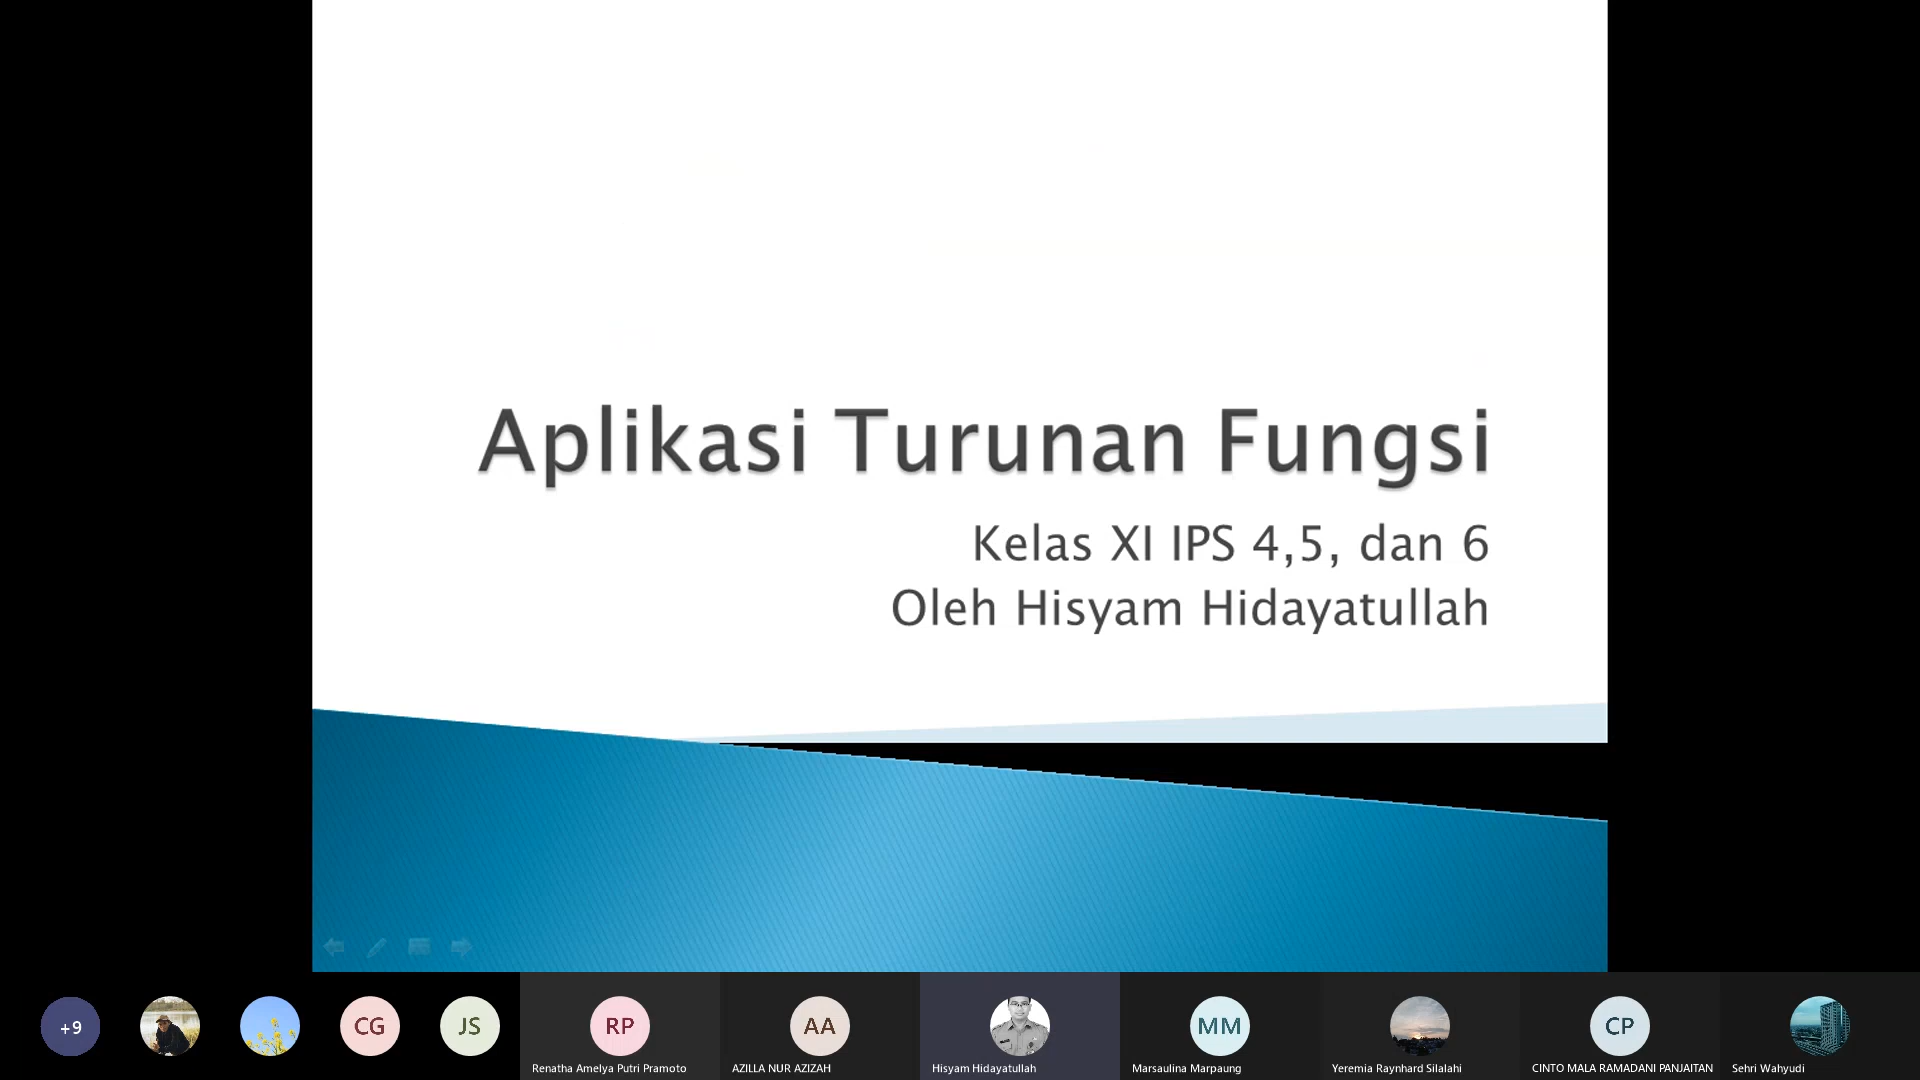 Aplikasi Turunan Fungsi
Kelas XI IPS 4,5, dan 6
Oleh Hisyam Hidayatullah
+9
CG
JS
RP
AA
MM
CP
Renatha Amelya Putri Pramoto
AZILLA NUR AZIZAH
Hisyam Hidayatullah
Marsaulina Marpaung
Yeremia Raynhard Silalahi
CINTO MALA RAMADANI PANJAITAN
Sehri Wahyudi